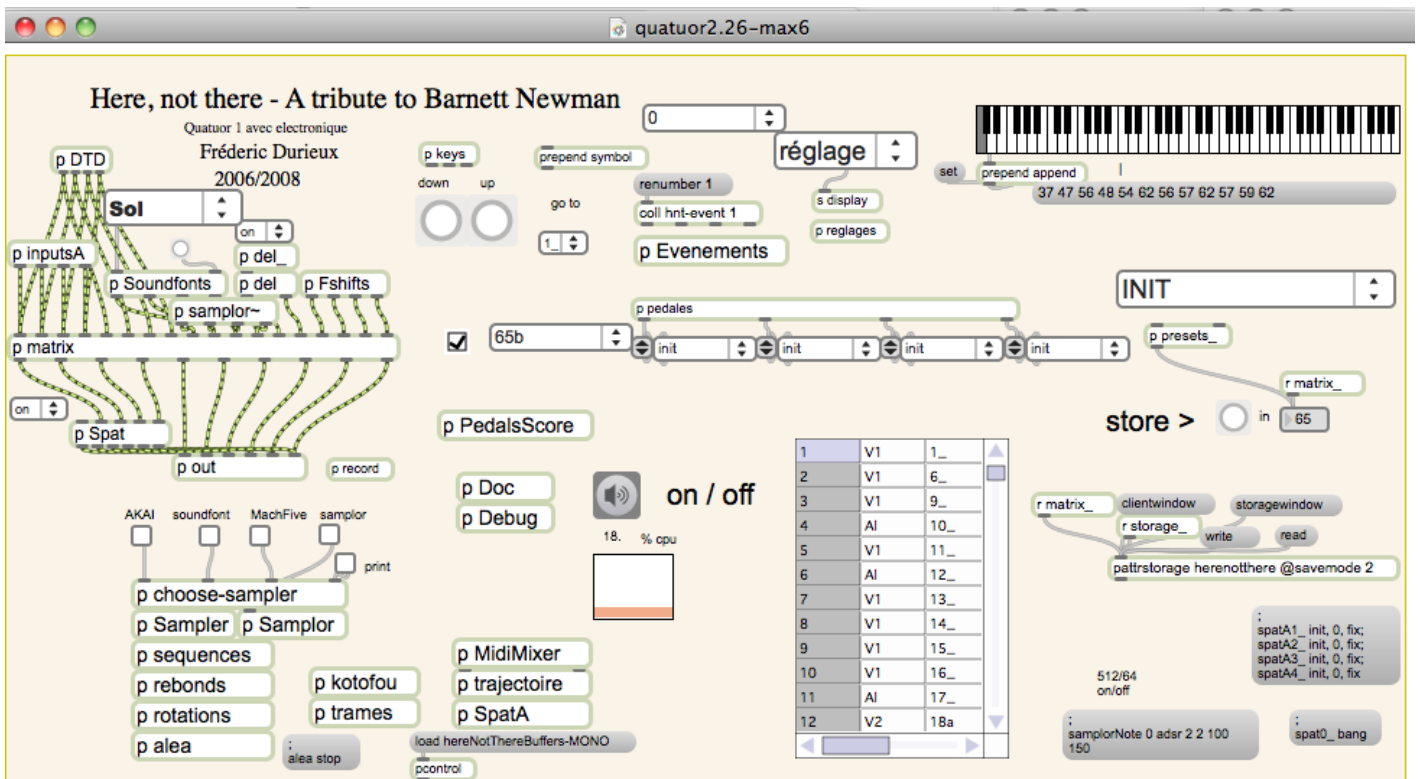 quatuor2.26-max6
Here, not there - A tribute to Barnett Newman
Quatuor 1 avec electronique
Fréderic Durieux
2006/2008
p DTD
Sol
on
p inputsA
p del_
p Soundfonts
p del
p Fshifts
p samplor~
p matrix
on
p Spat
p out
p record
p keys
down
up
prepend symbol
go to
1_
0
réglage
renumber 1
coll hnt-event 1
s display
p reglages
p Evenements
set
prepend append
37 47 56 48 54 62 56 57 62 57 59 62
INIT
p pedales
65b
init
init
init
init
p presets_
r matrix_
store >
in
65
p PedalsScore
p Doc
p Debug
on / off
18.
% cpu
1 V1 1_
2 V1 6_
3 V1 9_
4 Al 10_
5 V1 11_
6 Al 12_
7 V1 13_
8 V1 14_
9 V1 15_
10 V1 16_
11 Al 17_
12 V2 18a
r matrix_
clientwindow
storagewindow
r storage_
write
read
pattrstorage herenotthere @savemode 2
;
spatA1_ init, 0, fix;
spatA2_ init, 0, fix;
spatA3_ init, 0, fix;
spatA4_ init, 0, fix
512/64
on/off
;
samplorNote 0 adsr 2 2 100
150
;
spat0_ bang
AKAI
soundfont
MachFive
samplor
print
p choose-sampler
p Sampler
p Samplor
p sequences
p rebonds
p rotations
p alea
p kotofou
p trames
;
alea stop
p MidiMixer
p trajectoire
p SpatA
load hereNotThereBuffers-MONO
pcontrol